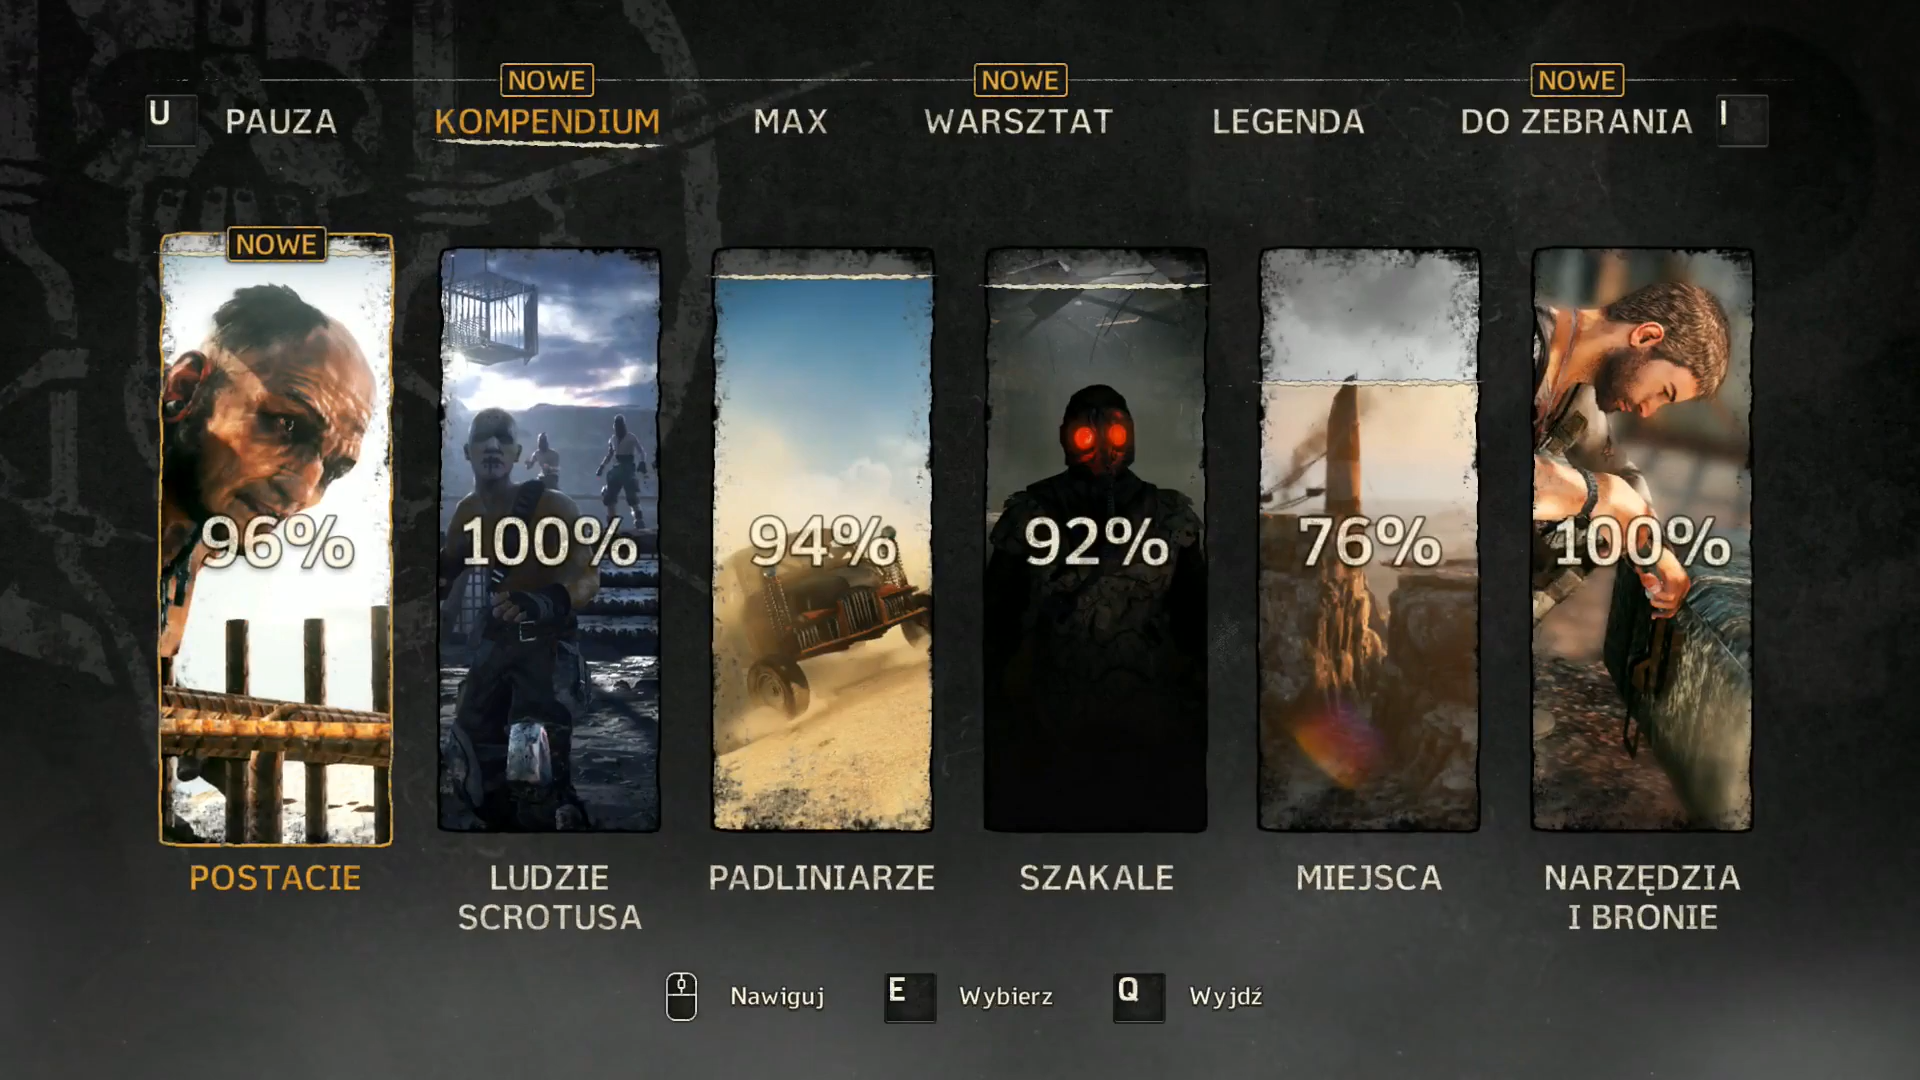 NOWE NOWE NOWE
U PAUZA KOMPENDIUM MAX WARSZTAT LEGENDA DO ZEBRANIA I
NOWE
96% 100% 94% 92% 76% 100%
POSTACIE LUDZIE PADLINIARZE SZAKALE MIEJSCA NARZĘDZIA
SCROTUSA I BRONIE
Nawiguj E Wybierz Q Wyjdź